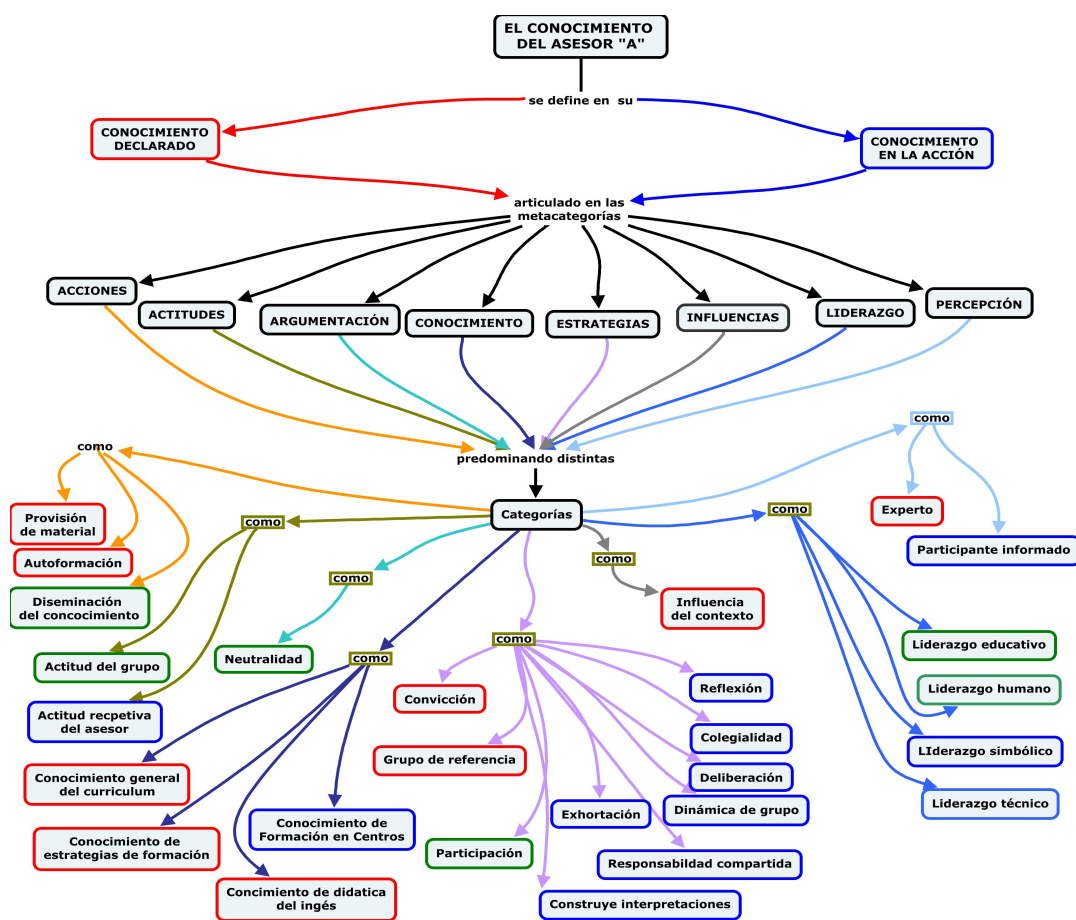 EL CONOCIMIENTO
DEL ASESOR "A"
se define en su
CONOCIMIENTO
DECLARADO
CONOCIMIENTO
EN LA ACCIÓN
articulado en las
metacategorías
ACCIONES
ACTITUDES
ARGUMENTACIÓN
CONOCIMIENTO
ESTRATEGIAS
INFLUENCIAS
LIDERAZGO
PERCEPCIÓN
predominando distintas
Categorías
como
Provisión
de material
Autoformación
Diseminación
del concocimiento
como
Actitud del grupo
Actitud recpetiva
del asesor
como
Neutralidad
como
Conocimiento general
del curriculum
Conocimiento de
estrategias de formación
Concimiento de didatica
del ingés
Conocimiento de
Formación en Centros
como
Convicción
Grupo de referencia
Participación
Construye interpretaciones
Exhortación
Responsabildad compartida
Dinámica de grupo
Deliberación
Colegialidad
Reflexión
como
Influencia
del contexto
como
Liderazgo educativo
Liderazgo humano
LIderazgo simbólico
Liderazgo técnico
como
Experto
Participante informado